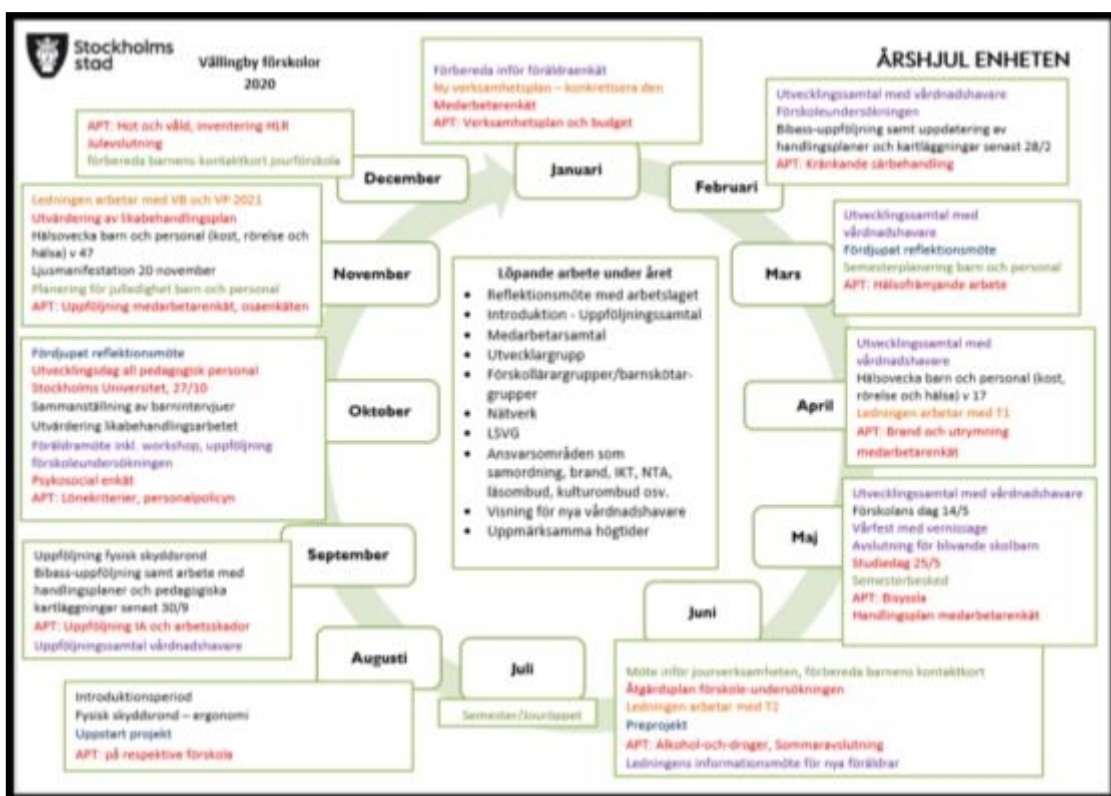 Stockholms
stad
Vällingby förskolor
2020
ÅRSHJUL ENHETEN
Januari
Förbereda inför föräldraenkät
Ny verksamhetsplan – konkretisera den
Medarbetarenkät
APT: Verksamhetsplan och budget
Februari
Utvecklingssamtal med vårdnadshavare
Förskoleundersökningen
Bibass-uppföljning samt uppdatering av
handlingsplaner och kartläggningar senast 28/2
APT: Kränkande särbehandling
Mars
Utvecklingssamtal med
vårdnadshavare
Fördjupat reflektionsmöte
Semesterplanering barn och personal
APT: Hälsofrämjande arbete
April
Utvecklingssamtal med
vårdnadshavare
Hälsovecka barn och personal (kost,
rörelse och hälsa) v 17
Ledningen arbetar med T1
APT: Brand och utrymning
medarbetarenkät
Maj
Utvecklingssamtal med vårdnadshavare
Förskolans dag 14/5
Vårfest med vernissage
Avslutning för blivande skolbarn
Studiedag 25/5
Semesterbesked
APT: Bisyssla
Handlingsplan medarbetarenkät
Juni
Möte inför jourverksamheten, förbereda barnens kontaktkort
Åtgärdsplan förskole-undersökningen
Ledningen arbetar med T2
Preprojekt
APT: Alkohol-och-droger, Sommaravslutning
Ledningens informationsmöte för nya föräldrar
Juli
Semester/Jouröppet
Augusti
Introduktionsperiod
Fysisk skyddsrond – ergonomi
Uppstart projekt
APT: på respektive förskola
September
Uppföljning fysisk skyddsrond
Bibass-uppföljning samt arbete med
handlingsplaner och pedagogiska
kartläggningar senast 30/9
APT: Uppföljning IA och arbetsskador
Uppföljningssamtal vårdnadshavare
Oktober
Fördjupat reflektionsmöte
Utvecklingsdag all pedagogisk personal
Stockholms Universitet, 27/10
Sammanställning av barnintervjuer
Utvärdering likabehandlingsarbetet
Föräldramöte inkl. workshop, uppföljning
förskoleundersökningen
Psykosocial enkät
APT: Lönekriterier, personalpolicyn
November
Ledningen arbetar med VB och VP 2021
Utvärdering av likabehandlingsplan
Hälsovecka barn och personal (kost, rörelse och
hälsa) v 47
Ljusmanifestation 20 november
Planering för julledighet barn och personal
APT: Uppföljning medarbetarenkät, osaenkäten
December
APT: Hot och våld, inventering HLR
Julavslutning
förbereda barnens kontaktkort jourförskola
Löpande arbete under året
• Reflektionsmöte med arbetslaget
• Introduktion - Uppföljningssamtal
• Medarbetarsamtal
• Utvecklargrupp
• Förskollärargrupper/barnskötar-
grupper
• Nätverk
• LSVG
• Ansvarsområden som
samordning, brand, IKT, NTA,
läsombud, kulturombud osv.
• Visning för nya vårdnadshavare
• Uppmärksamma högtider